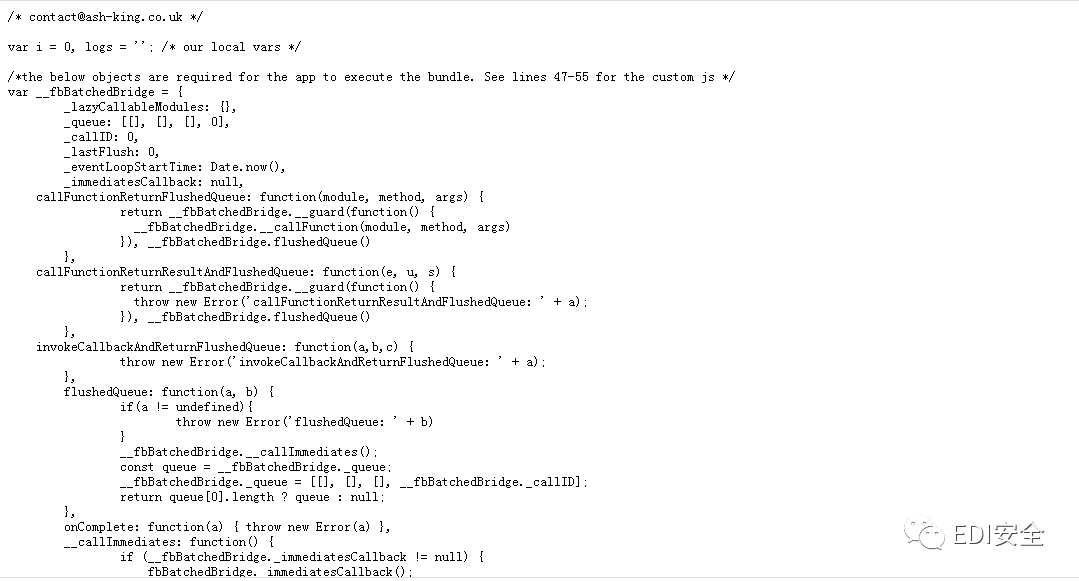 /* contact@ash-king.co.uk */
var i = 0, logs = ''; /* our local vars */
/*the below objects are required for the app to execute the bundle. See lines 47-55 for the custom js */
var __fbBatchedBridge = {
_lazyCallableModules: {},
_queue: [[], [], [], 0],
_callID: 0,
_lastFlush: 0,
_eventLoopStartTime: Date.now(),
_immediatesCallback: null,
callFunctionReturnFlushedQueue: function(module, method, args) {
return __fbBatchedBridge.__guard(function() {
__fbBatchedBridge.__callFunction(module, method, args)
}), __fbBatchedBridge.flushedQueue()
},
callFunctionReturnResultAndFlushedQueue: function(e, u, s) {
return __fbBatchedBridge.__guard(function() {
throw new Error('callFunctionReturnResultAndFlushedQueue: ' + a);
}), __fbBatchedBridge.flushedQueue()
},
invokeCallbackAndReturnFlushedQueue: function(a,b,c) {
throw new Error('invokeCallbackAndReturnFlushedQueue: ' + a);
},
flushedQueue: function(a, b) {
if(a != undefined){
throw new Error('flushedQueue: ' + b)
}
__fbBatchedBridge.__callImmediates();
const queue = __fbBatchedBridge._queue;
__fbBatchedBridge._queue = [[], [], [], __fbBatchedBridge._callID];
return queue[0].length ? queue : null;
},
onComplete: function(a) { throw new Error(a) },
__callImmediates: function() {
if (__fbBatchedBridge._immediatesCallback != null) {
__fbBatchedBridge._immediatesCallback();
EDI安全